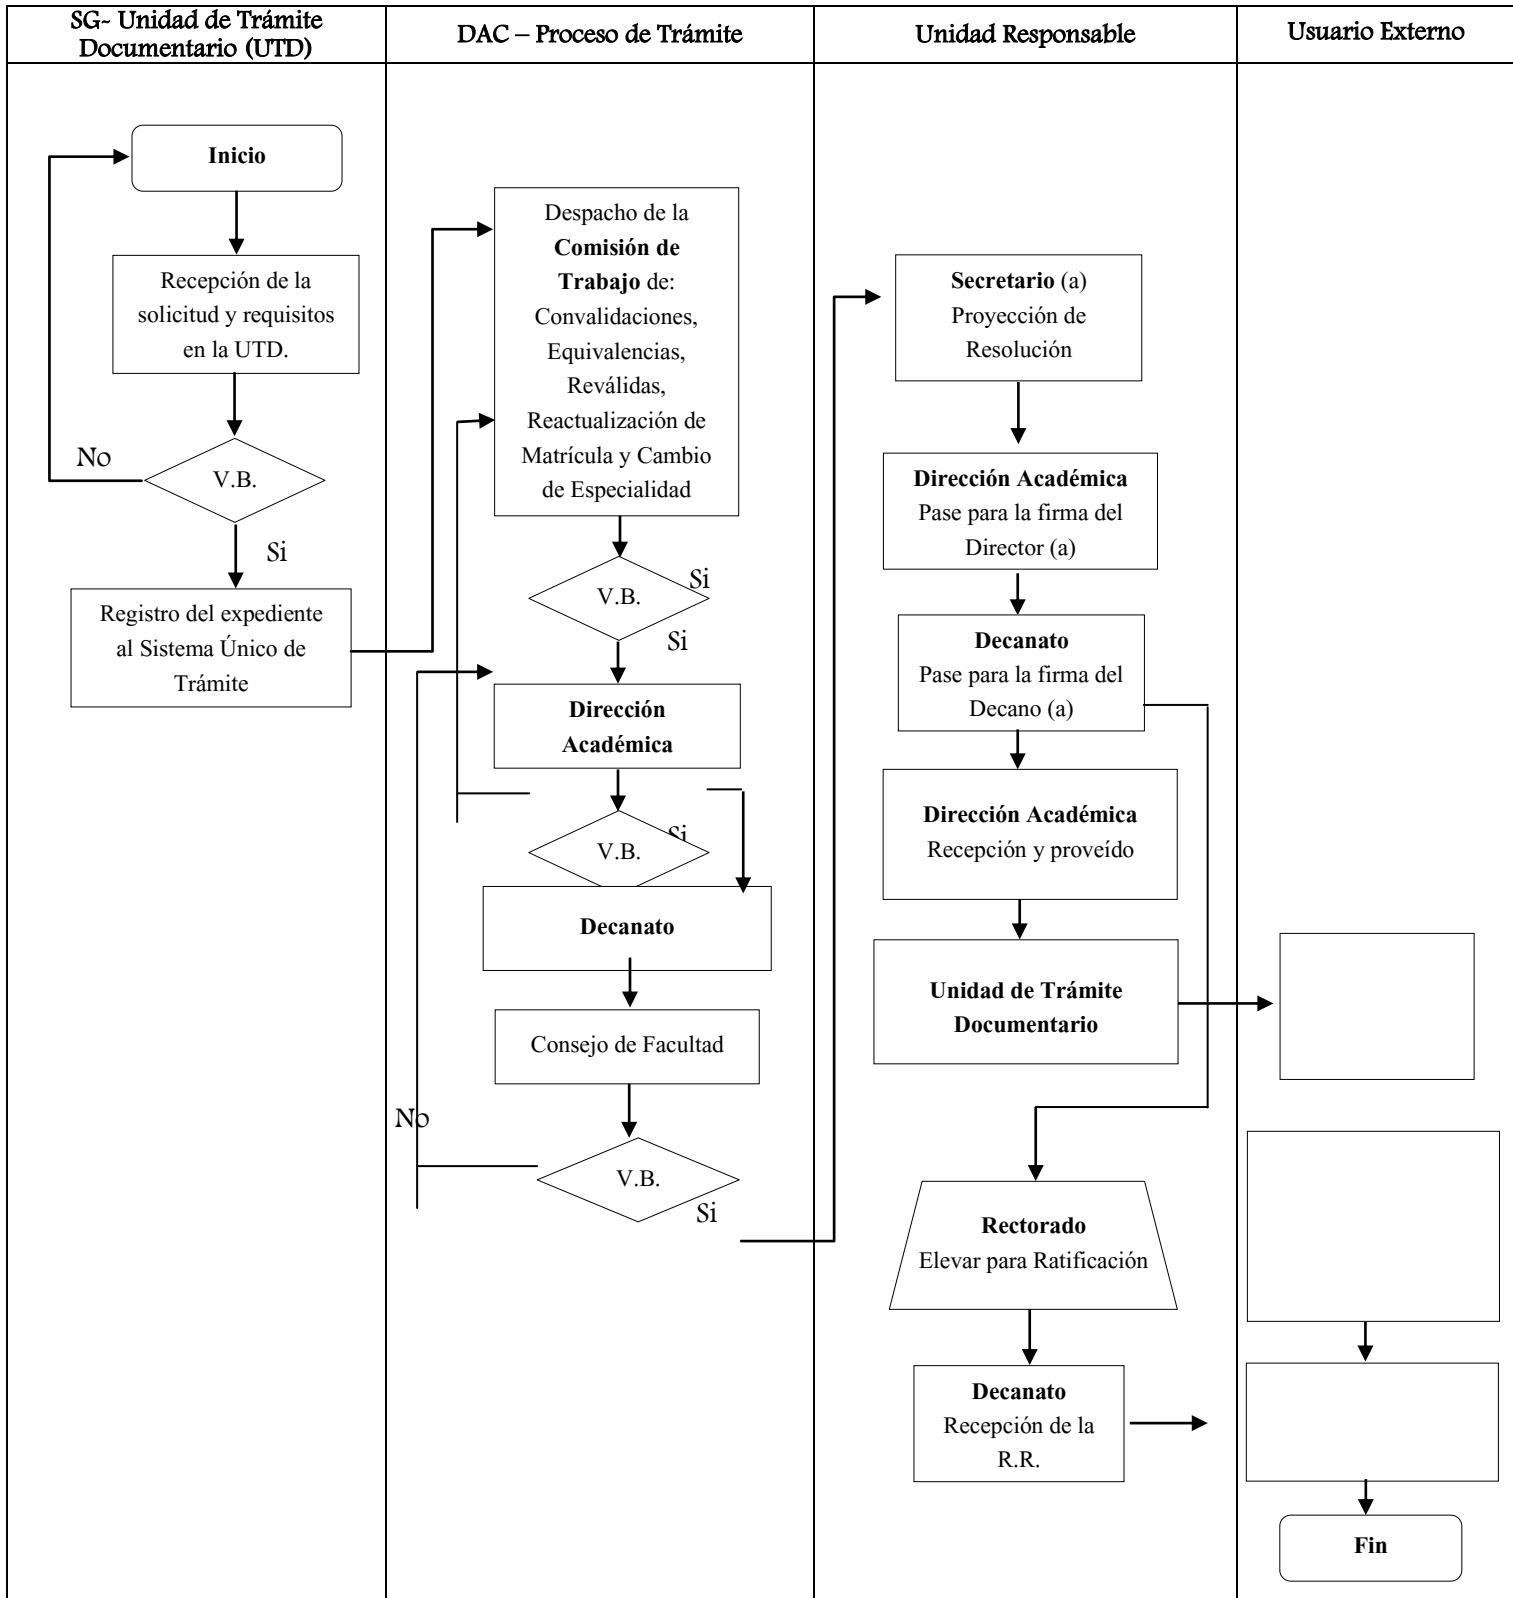 SG- Unidad de Trámite
Documentario (UTD)
DAC – Proceso de Trámite
Unidad Responsable
Usuario Externo
Inicio
Recepción de la
solicitud y requisitos
en la UTD.
No
V.B.
Si
Registro del expediente
al Sistema Único de
Trámite
Despacho de la
Comisión de
Trabajo de:
Convalidaciones,
Equivalencias,
Reválidas,
Reactualización de
Matrícula y Cambio
de Especialidad
Si
V.B.
Si
Dirección
Académica
Si
V.B.
Decanato
Consejo de Facultad
No
V.B.
Si
Secretario (a)
Proyección de
Resolución
Dirección Académica
Pase para la firma del
Director (a)
Decanato
Pase para la firma del
Decano (a)
Dirección Académica
Recepción y proveído
Unidad de Trámite
Documentario
Rectorado
Elevar para Ratificación
Decanato
Recepción de la
R.R.
Fin